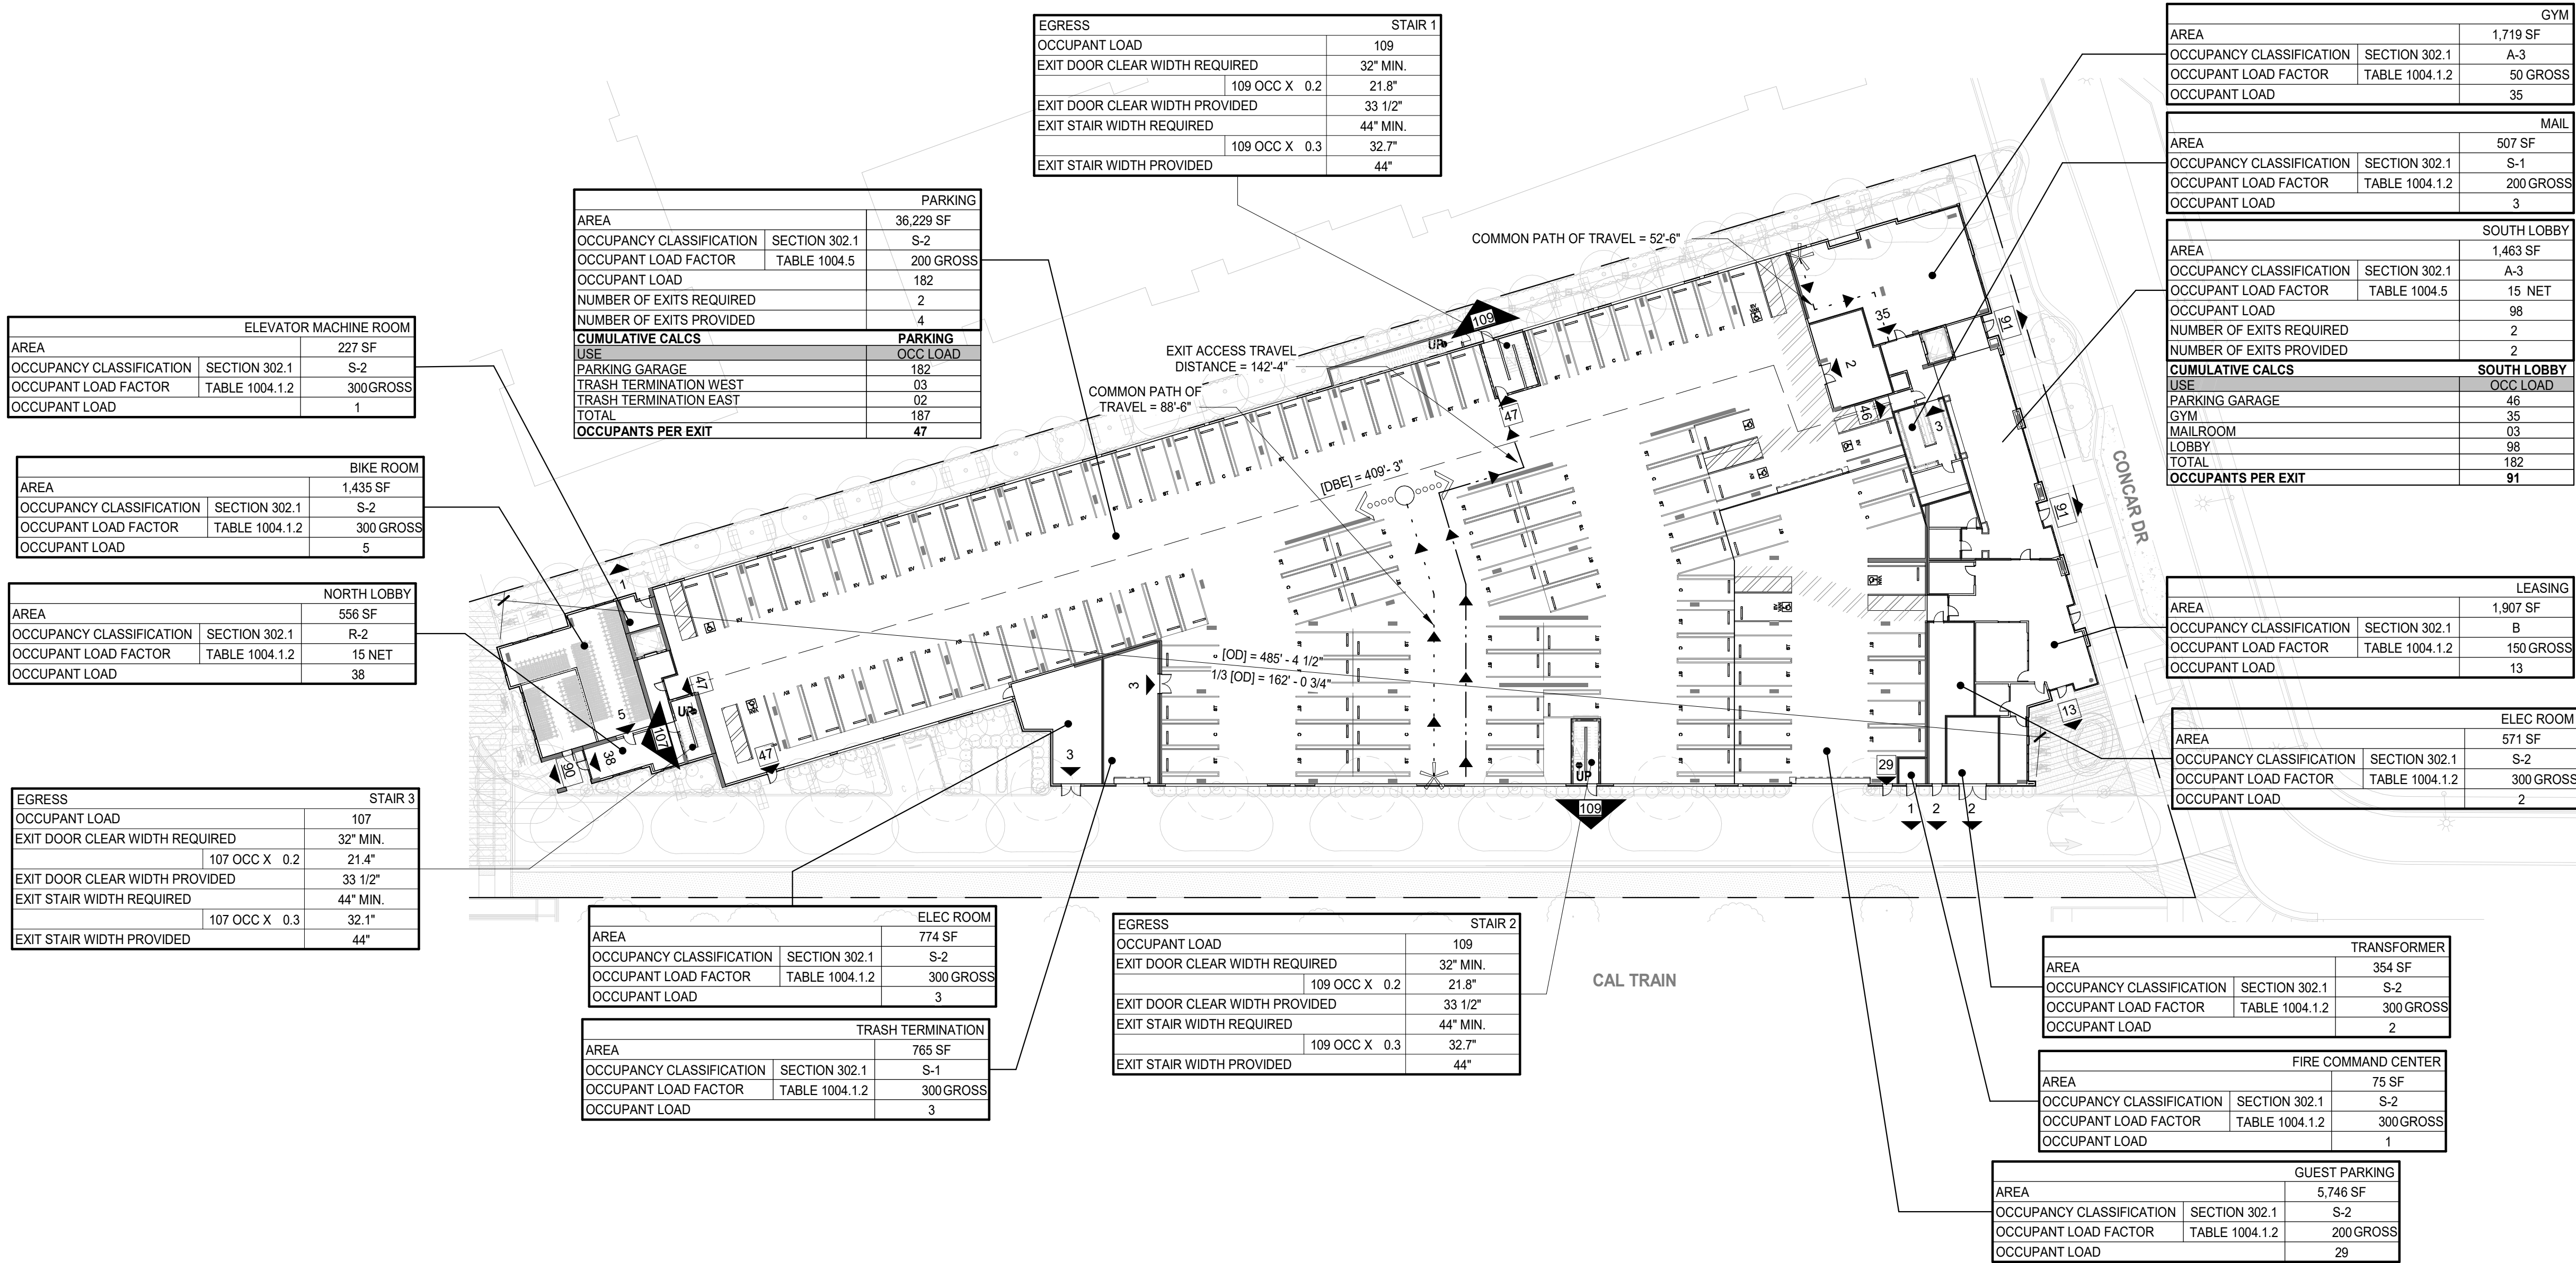 EGRESS STAIR 1
OCCUPANT LOAD 109
EXIT DOOR CLEAR WIDTH REQUIRED 32" MIN.
109 OCC X 0.2 21.8"
EXIT DOOR CLEAR WIDTH PROVIDED 33 1/2"
EXIT STAIR WIDTH REQUIRED 44" MIN.
109 OCC X 0.3 32.7"
EXIT STAIR WIDTH PROVIDED 44"
GYM
AREA 1,719 SF
OCCUPANCY CLASSIFICATION SECTION 302.1 A-3
OCCUPANT LOAD FACTOR TABLE 1004.1.2 50 GROSS
OCCUPANT LOAD 35
MAIL
AREA 507 SF
OCCUPANCY CLASSIFICATION SECTION 302.1 S-1
OCCUPANT LOAD FACTOR TABLE 1004.1.2 200 GROSS
OCCUPANT LOAD 3
PARKING
AREA 36,229 SF
OCCUPANCY CLASSIFICATION SECTION 302.1 S-2
OCCUPANT LOAD FACTOR TABLE 1004.5 200 GROSS
OCCUPANT LOAD 182
NUMBER OF EXITS REQUIRED 2
NUMBER OF EXITS PROVIDED 4
CUMULATIVE CALCS PARKING
USE OCC LOAD
PARKING GARAGE 182
TRASH TERMINATION WEST 03
TRASH TERMINATION EAST 02
TOTAL 187
OCCUPANTS PER EXIT 47
SOUTH LOBBY
AREA 1,463 SF
OCCUPANCY CLASSIFICATION SECTION 302.1 A-3
OCCUPANT LOAD FACTOR TABLE 1004.5 15 NET
OCCUPANT LOAD 98
NUMBER OF EXITS REQUIRED 2
NUMBER OF EXITS PROVIDED 2
CUMULATIVE CALCS SOUTH LOBBY
USE OCC LOAD
PARKING GARAGE 46
GYM 35
MAILROOM 03
LOBBY 98
TOTAL 182
OCCUPANTS PER EXIT 91
ELEVATOR MACHINE ROOM
AREA 227 SF
OCCUPANCY CLASSIFICATION SECTION 302.1 S-2
OCCUPANT LOAD FACTOR TABLE 1004.1.2 300 GROSS
OCCUPANT LOAD 1
BIKE ROOM
AREA 1,435 SF
OCCUPANCY CLASSIFICATION SECTION 302.1 S-2
OCCUPANT LOAD FACTOR TABLE 1004.1.2 300 GROSS
OCCUPANT LOAD 5
NORTH LOBBY
AREA 556 SF
OCCUPANCY CLASSIFICATION SECTION 302.1 R-2
OCCUPANT LOAD FACTOR TABLE 1004.1.2 15 NET
OCCUPANT LOAD 38
COMMON PATH OF TRAVEL = 52'-6"
EXIT ACCESS TRAVEL
DISTANCE = 142'-4"
COMMON PATH OF
TRAVEL = 88'-6"
109
UP
47
[DBE] = 409'- 3"
35
2
46
3
91
91
CONCAR DR
1
47
UP
107
5
38
90
47
3
3
[OD] = 485' - 4 1/2"
1/3 [OD] = 162' - 0 3/4"
UP
109
29
1
2
2
13
LEASING
AREA 1,907 SF
OCCUPANCY CLASSIFICATION SECTION 302.1 B
OCCUPANT LOAD FACTOR TABLE 1004.1.2 150 GROSS
OCCUPANT LOAD 13
ELEC ROOM
AREA 571 SF
OCCUPANCY CLASSIFICATION SECTION 302.1 S-2
OCCUPANT LOAD FACTOR TABLE 1004.1.2 300 GROSS
OCCUPANT LOAD 2
EGRESS STAIR 3
OCCUPANT LOAD 107
EXIT DOOR CLEAR WIDTH REQUIRED 32" MIN.
107 OCC X 0.2 21.4"
EXIT DOOR CLEAR WIDTH PROVIDED 33 1/2"
EXIT STAIR WIDTH REQUIRED 44" MIN.
107 OCC X 0.3 32.1"
EXIT STAIR WIDTH PROVIDED 44"
ELEC ROOM
AREA 774 SF
OCCUPANCY CLASSIFICATION SECTION 302.1 S-2
OCCUPANT LOAD FACTOR TABLE 1004.1.2 300 GROSS
OCCUPANT LOAD 3
TRASH TERMINATION
AREA 765 SF
OCCUPANCY CLASSIFICATION SECTION 302.1 S-1
OCCUPANT LOAD FACTOR TABLE 1004.1.2 300 GROSS
OCCUPANT LOAD 3
EGRESS STAIR 2
OCCUPANT LOAD 109
EXIT DOOR CLEAR WIDTH REQUIRED 32" MIN.
109 OCC X 0.2 21.8"
EXIT DOOR CLEAR WIDTH PROVIDED 33 1/2"
EXIT STAIR WIDTH REQUIRED 44" MIN.
109 OCC X 0.3 32.7"
EXIT STAIR WIDTH PROVIDED 44"
CAL TRAIN
TRANSFORMER
AREA 354 SF
OCCUPANCY CLASSIFICATION SECTION 302.1 S-2
OCCUPANT LOAD FACTOR TABLE 1004.1.2 300 GROSS
OCCUPANT LOAD 2
FIRE COMMAND CENTER
AREA 75 SF
OCCUPANCY CLASSIFICATION SECTION 302.1 S-2
OCCUPANT LOAD FACTOR TABLE 1004.1.2 300 GROSS
OCCUPANT LOAD 1
GUEST PARKING
AREA 5,746 SF
OCCUPANCY CLASSIFICATION SECTION 302.1 S-2
OCCUPANT LOAD FACTOR TABLE 1004.1.2 200 GROSS
OCCUPANT LOAD 29